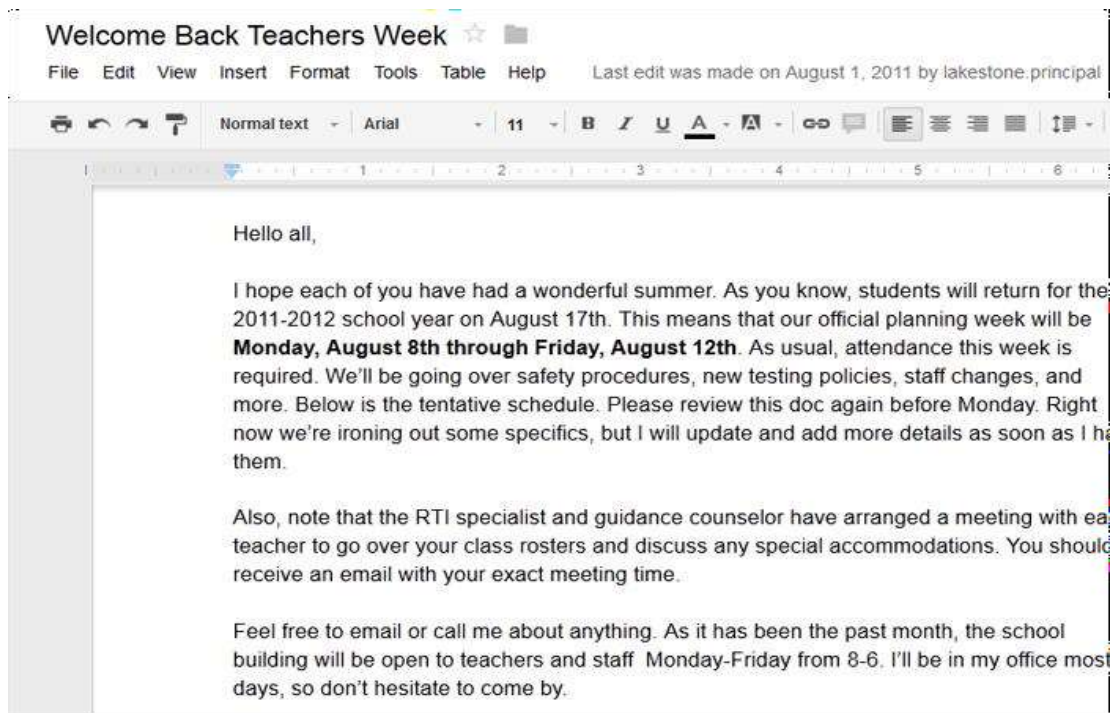 Welcome Back Teachers Week
File Edit View Insert Format Tools Table Help Last edit was made on August 1, 2011 by lakestone.principal
Normal text Arial 11 B I U A A
1 2 3 4 5 6
Hello all,
I hope each of you have had a wonderful summer. As you know, students will return for the
2011-2012 school year on August 17th. This means that our official planning week will be
Monday, August 8th through Friday, August 12th. As usual, attendance this week is
required. We'll be going over safety procedures, new testing policies, staff changes, and
more. Below is the tentative schedule. Please review this doc again before Monday. Right
now we're ironing out some specifics, but I will update and add more details as soon as I
them.
Also, note that the RTI specialist and guidance counselor have arranged a meeting with
teacher to go over your class rosters and discuss any special accommodations. You should
receive an email with your exact meeting time.
Feel free to email or call me about anything. As it has been the past month, the school
building will be open to teachers and staff Monday-Friday from 8-6. I'll be in my office most
days, so don't hesitate to come by.